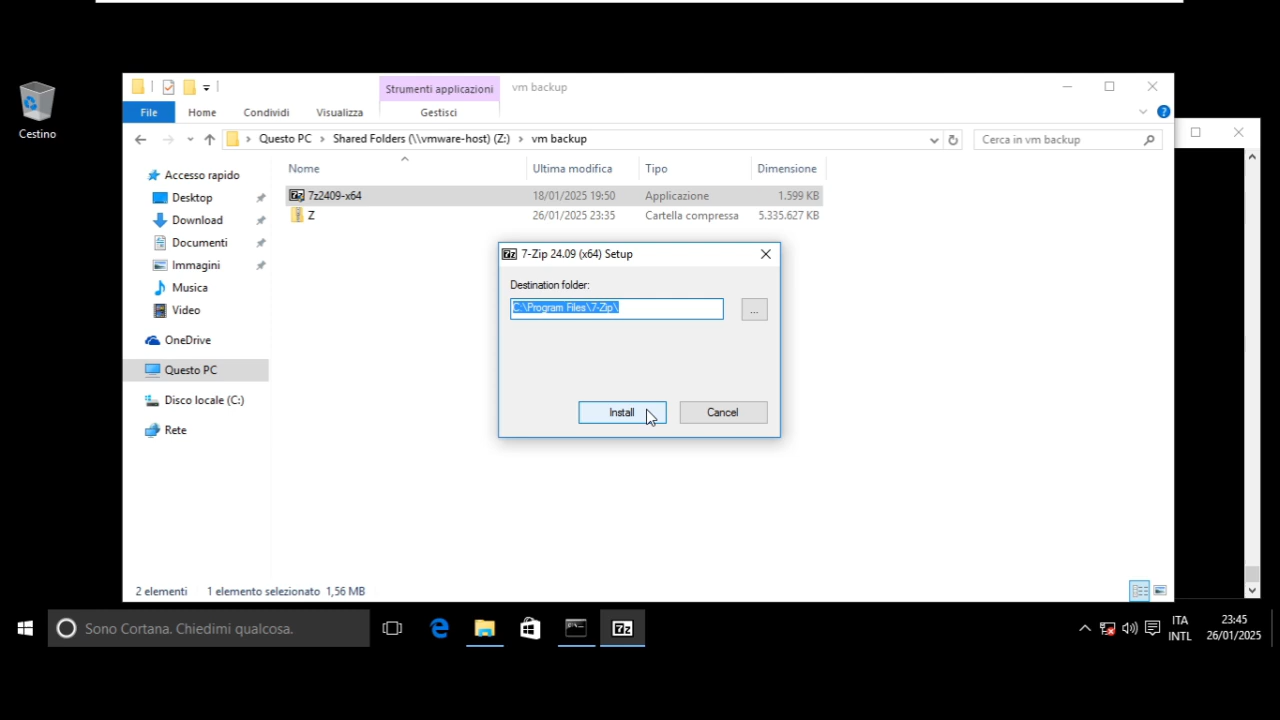 Cestino
Strumenti applicazioni
vm backup
File
Home
Condividi
Visualizza
Gestisci
Questo PC
Shared Folders (\\vmware-host) (Z:)
vm backup
Cerca in vm backup
Nome
Ultima modifica
Tipo
Dimensione
Accesso rapido
Desktop
Download
Documenti
Immagini
Musica
Video
OneDrive
Questo PC
Disco locale (C:)
Rete
7z2409-x64
18/01/2025 19:50
Applicazione
1.599 KB
Z
26/01/2025 23:35
Cartella compressa
5.335.627 KB
7z 7-Zip 24.09 (x64) Setup
Destination folder:
C:\Program Files\7-Zip\
...
Install
Cancel
2 elementi
1 elemento selezionato 1,56 MB
Sono Cortana. Chiedimi qualcosa.
7z
ITA
INTL
23:45
26/01/2025